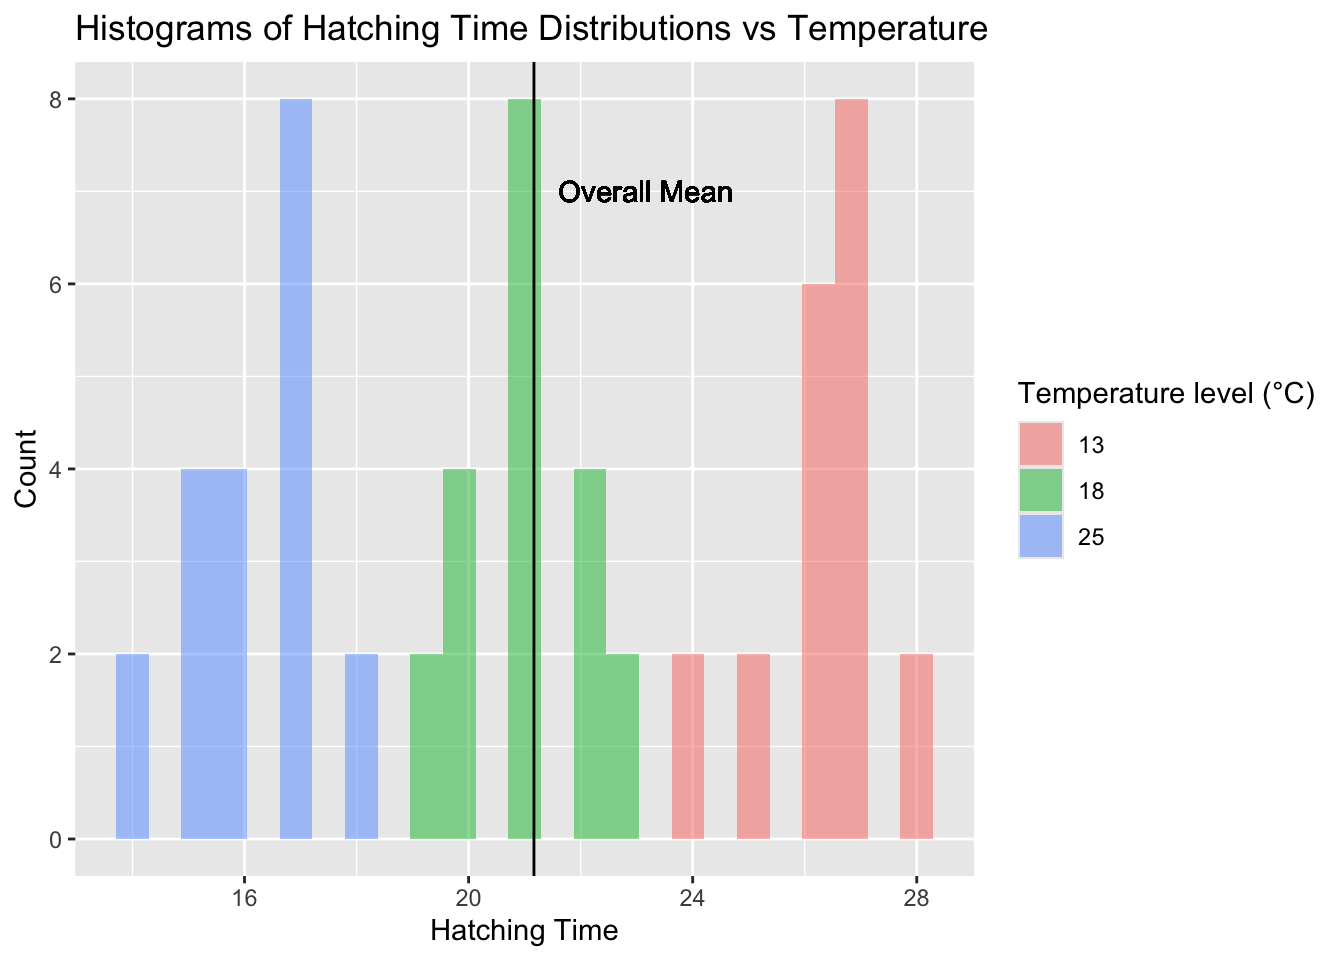 Histograms of Hatching Time Distributions vs Temperature
8
6
4
2
0
Count
Overall Mean
16
20
24
28
Hatching Time
Temperature level (°C)
13
18
25